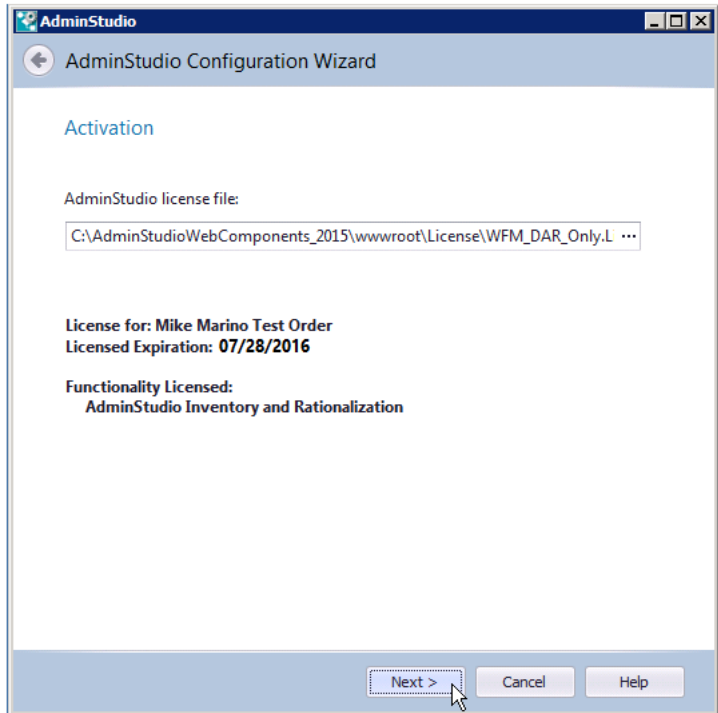 AdminStudio
AdminStudio Configuration Wizard
Activation
AdminStudio license file:
C:\AdminStudioWebComponents_2015\wwwroot\License\WFM_DAR_Only.L ...
License for: Mike Marino Test Order
Licensed Expiration: 07/28/2016
Functionality Licensed:
AdminStudio Inventory and Rationalization
Next > Cancel Help